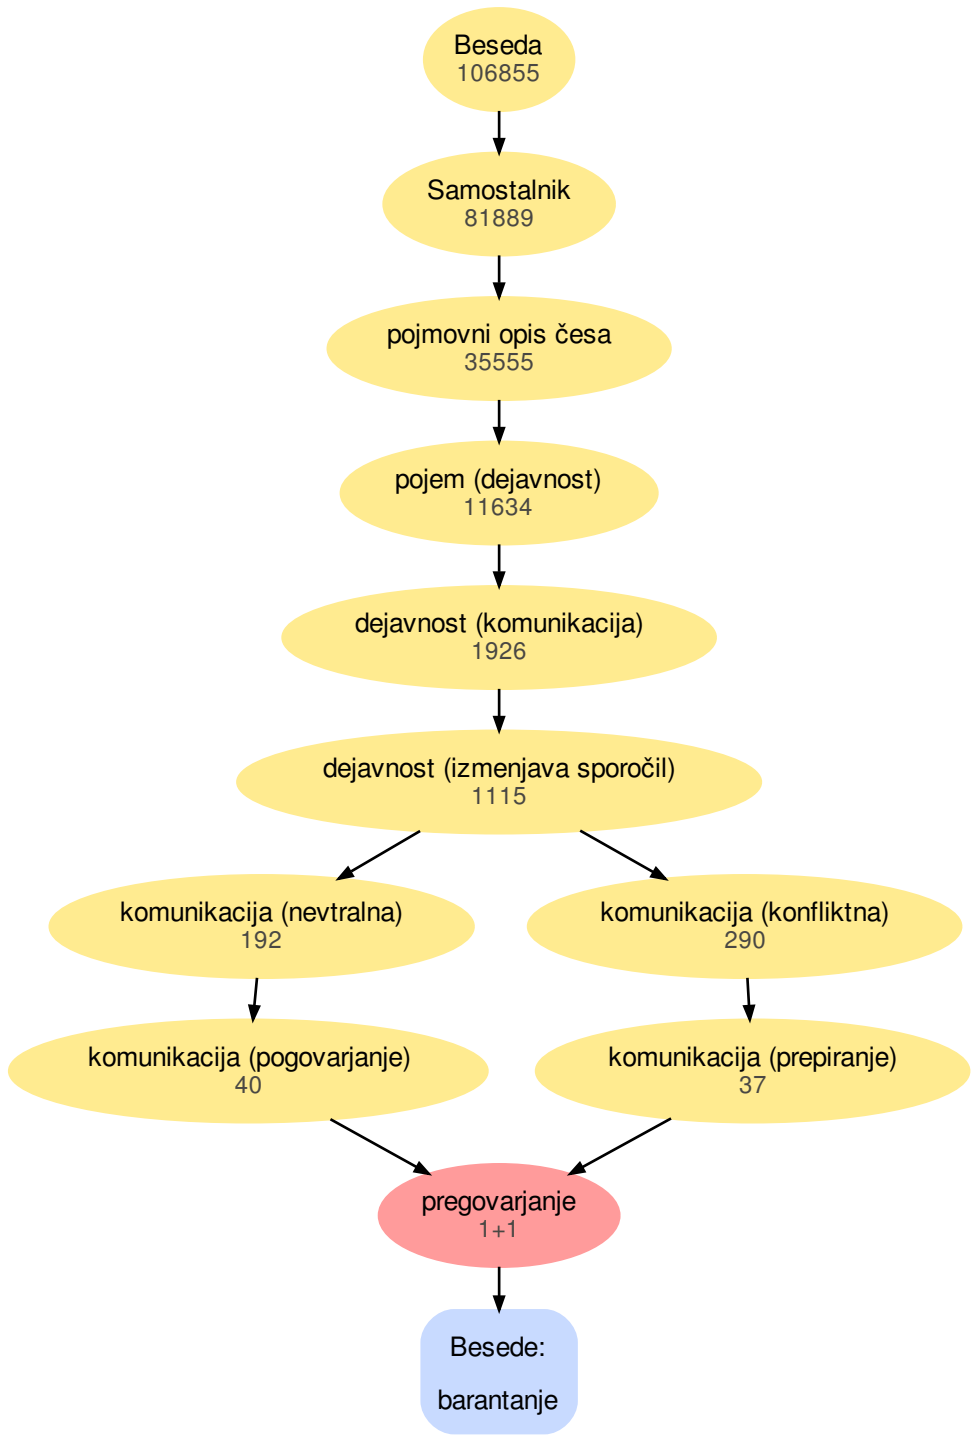 Beseda
106855
Samostalnik
81889
pojmovni opis česa
35555
pojem (dejavnost)
11634
dejavnost (komunikacija)
1926
dejavnost (izmenjava sporočil)
1115
komunikacija (nevtralna)
192
komunikacija (konfliktna)
290
komunikacija (pogovarjanje)
40
komunikacija (prepiranje)
37
pregovarjanje
1+1
Besede:
barantanje